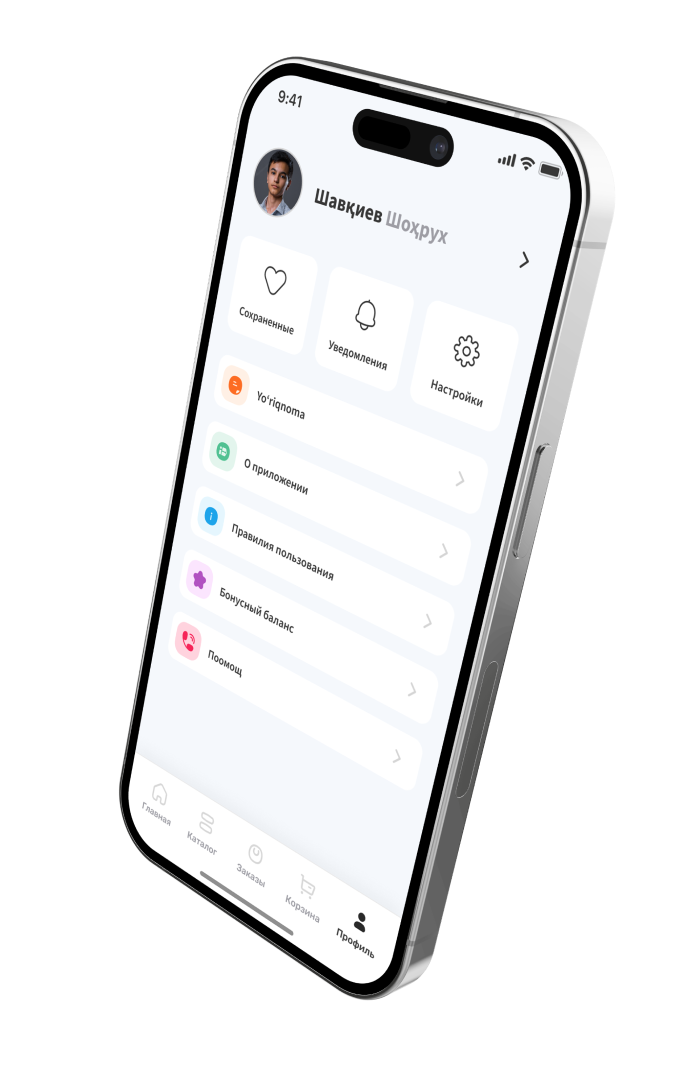 9:41
Шавқиев Шоҳрух
Сохраненные
Уведомления
Настройки
Yo‘riqnoma
О приложении
Правилия пользования
Бонусный баланс
Поомощ
Главная
Каталог
Заказы
Корзина
Профиль